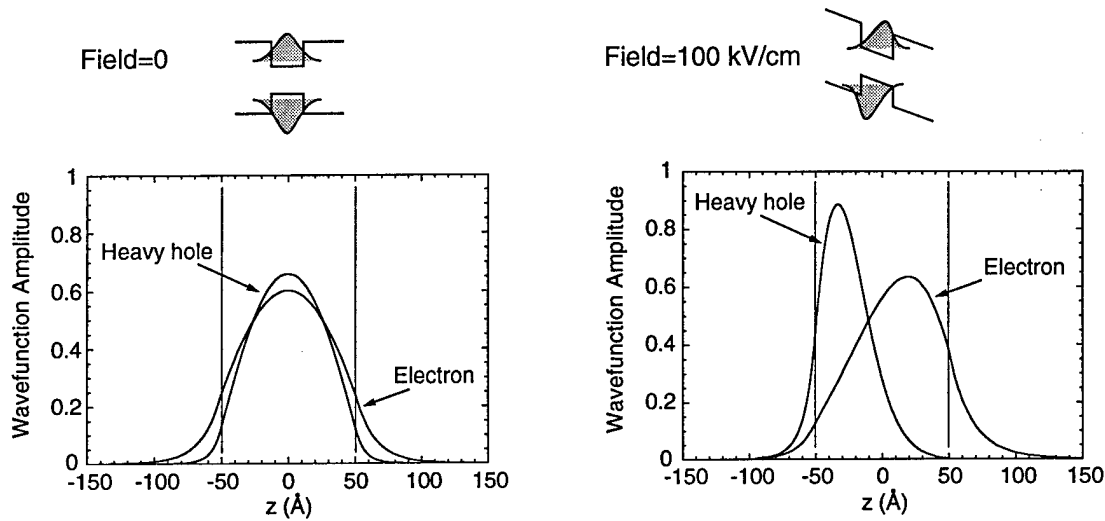 Field=0
Field=100 kV/cm
Wavefunction Amplitude
1
0.8
0.6
0.4
0.2
0
Heavy hole
Electron
-150 -100 -50 0 50 100 150
z (Å)
Wavefunction Amplitude
1
0.8
0.6
0.4
0.2
0
Heavy hole
Electron
-150 -100 -50 0 50 100 150
z (Å)